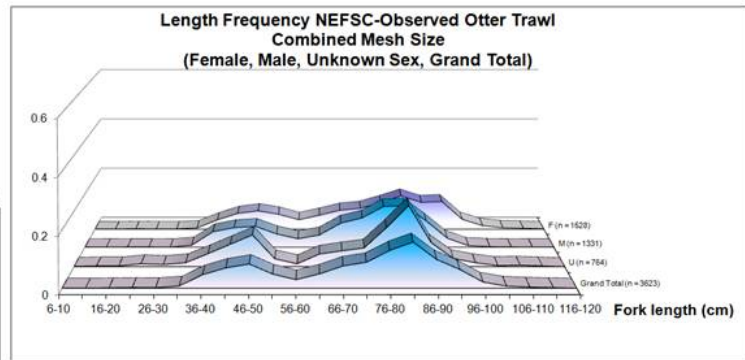 Length Frequency NEFSC-Observed Otter Trawl
Combined Mesh Size
(Female, Male, Unknown Sex, Grand Total)
0.6
0.4
0.2
0
F (n = 1528)
M (n = 1331)
U (n = 764)
Grand Total (n = 3623)
6-10 16-20 26-30 36-40 46-50 56-60 66-70 76-80 86-90 96-100 106-110 116-120 Fork length (cm)